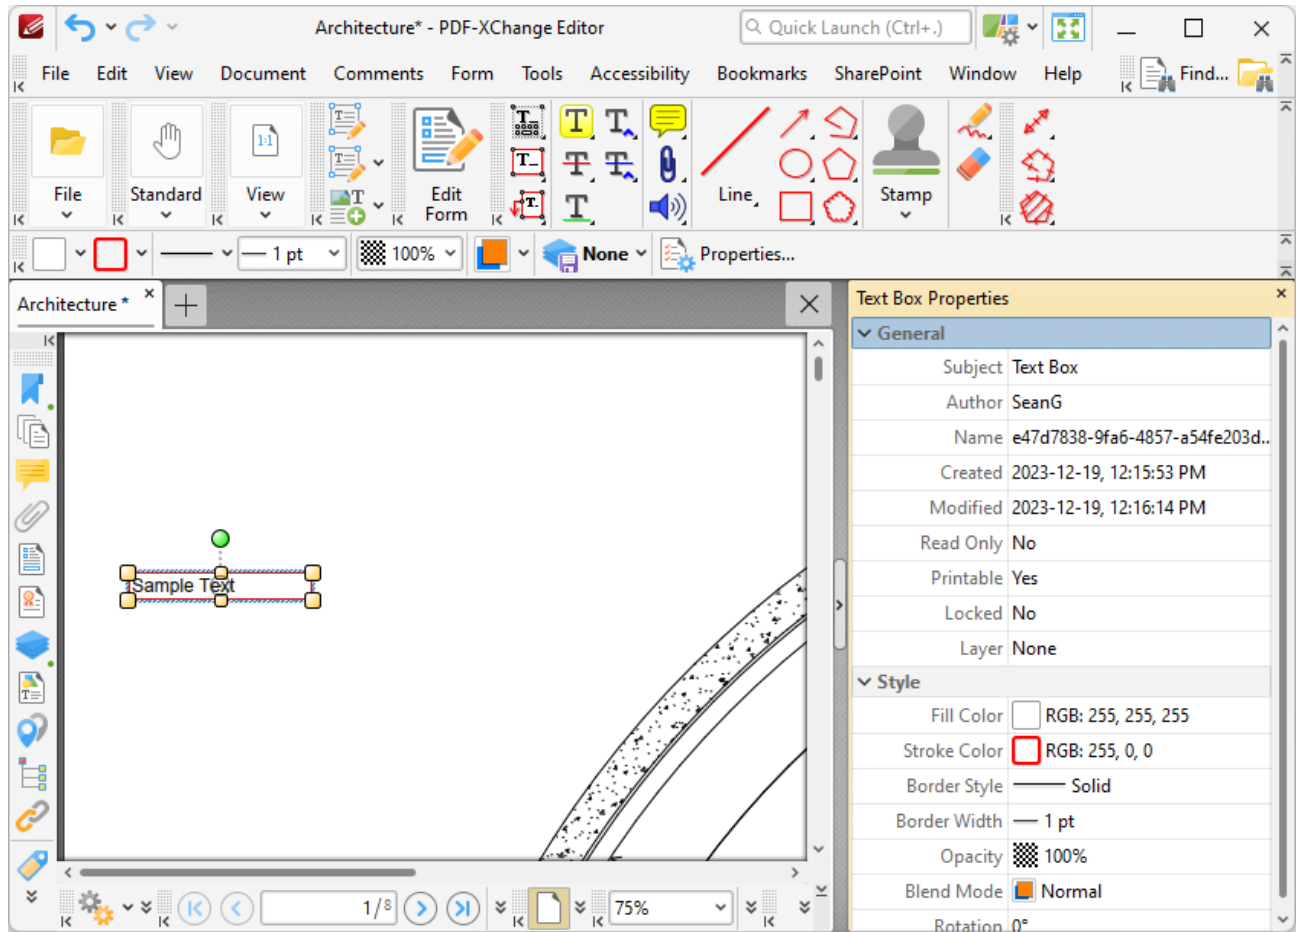 Architecture* - PDF-XChange Editor
Quick Launch (Ctrl+.)
File Edit View Document Comments Form Tools Accessibility Bookmarks SharePoint Window Help Find...
File Standard View Edit Form Line Stamp
1 pt 100% None Properties...
Architecture *
Sample Text
1/8 75%
Text Box Properties
General
Subject Text Box
Author SeanG
Name e47d7838-9fa6-4857-a54fe203d..
Created 2023-12-19, 12:15:53 PM
Modified 2023-12-19, 12:16:14 PM
Read Only No
Printable Yes
Locked No
Layer None
Style
Fill Color RGB: 255, 255, 255
Stroke Color RGB: 255, 0, 0
Border Style Solid
Border Width 1 pt
Opacity 100%
Blend Mode Normal
Rotation 0°